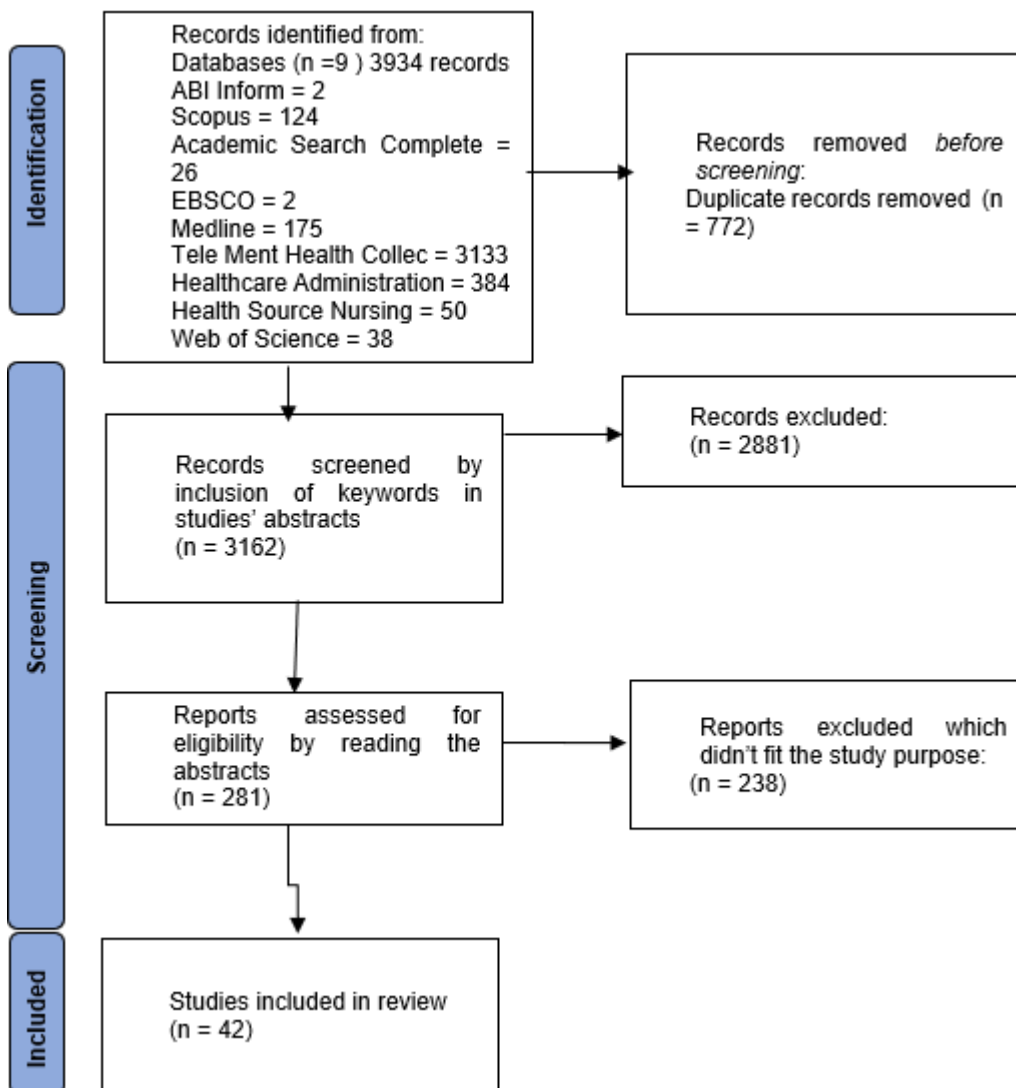 Identification
Records identified from:
Databases (n =9 ) 3934 records
ABI Inform = 2
Scopus = 124
Academic Search Complete =
26
EBSCO = 2
Medline = 175
Tele Ment Health Collec = 3133
Healthcare Administration = 384
Health Source Nursing = 50
Web of Science = 38
Records removed before
screening:
Duplicate records removed (n
= 772)
Screening
Records screened by
inclusion of keywords in
studies’ abstracts
(n = 3162)
Records excluded:
(n = 2881)
Reports assessed for
eligibility by reading the
abstracts
(n = 281)
Reports excluded which
didn’t fit the study purpose:
(n = 238)
Included
Studies included in review
(n = 42)